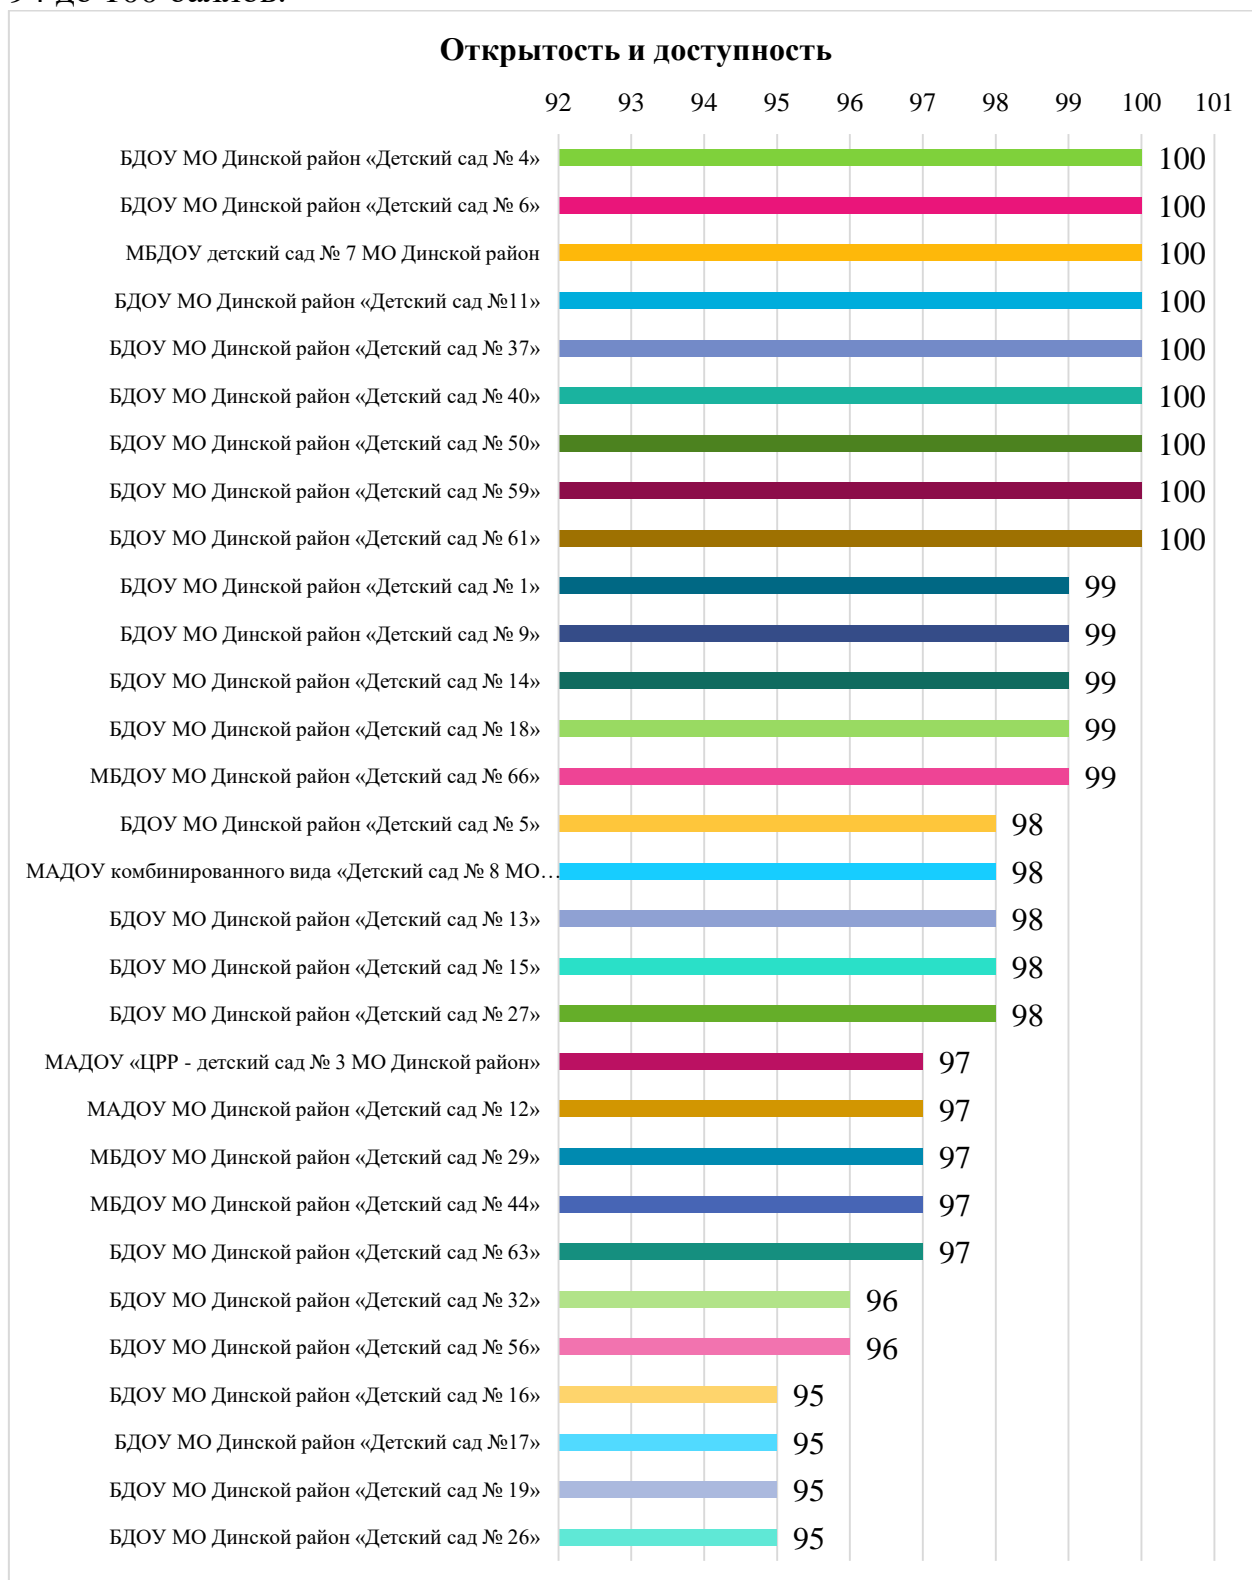 94 до 100 баллов.
Открытость и доступность
92 93 94 95 96 97 98 99 100 101
БДОУ МО Динской район «Детский сад № 4» 100
БДОУ МО Динской район «Детский сад № 6» 100
МБДОУ детский сад № 7 МО Динской район 100
БДОУ МО Динской район «Детский сад №11» 100
БДОУ МО Динской район «Детский сад № 37» 100
БДОУ МО Динской район «Детский сад № 40» 100
БДОУ МО Динской район «Детский сад № 50» 100
БДОУ МО Динской район «Детский сад № 59» 100
БДОУ МО Динской район «Детский сад № 61» 100
БДОУ МО Динской район «Детский сад № 1» 99
БДОУ МО Динской район «Детский сад № 9» 99
БДОУ МО Динской район «Детский сад № 14» 99
БДОУ МО Динской район «Детский сад № 18» 99
МБДОУ МО Динской район «Детский сад № 66» 99
БДОУ МО Динской район «Детский сад № 5» 98
МАДОУ комбинированного вида «Детский сад № 8 МО… 98
БДОУ МО Динской район «Детский сад № 13» 98
БДОУ МО Динской район «Детский сад № 15» 98
БДОУ МО Динской район «Детский сад № 27» 98
МАДОУ «ЦРР - детский сад № 3 МО Динской район» 97
МАДОУ МО Динской район «Детский сад № 12» 97
МБДОУ МО Динской район «Детский сад № 29» 97
МБДОУ МО Динской район «Детский сад № 44» 97
БДОУ МО Динской район «Детский сад № 63» 97
БДОУ МО Динской район «Детский сад № 32» 96
БДОУ МО Динской район «Детский сад № 56» 96
БДОУ МО Динской район «Детский сад № 16» 95
БДОУ МО Динской район «Детский сад №17» 95
БДОУ МО Динской район «Детский сад № 19» 95
БДОУ МО Динской район «Детский сад № 26» 95